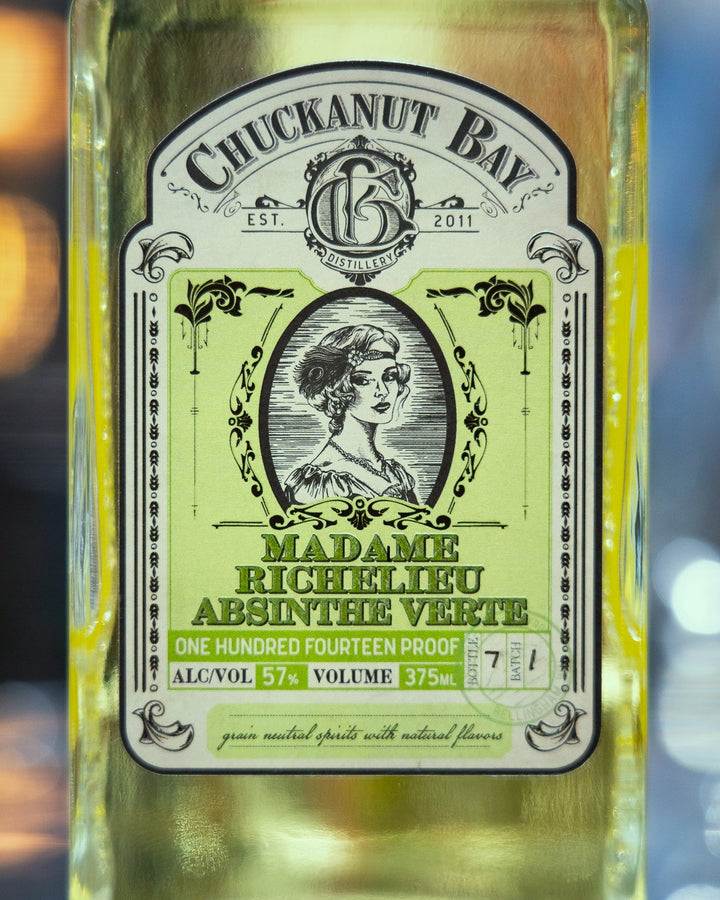 CHUCKANUT BAY
EST. 2011
DISTILLERY
MADAME
RICHELIEU
ABSINTHE VERTE
ONE HUNDRED FOURTEEN PROOF
ALC/VOL 57% VOLUME 375ML
BOTTLE 7 BATCH 1
grain neutral spirits with natural flavors